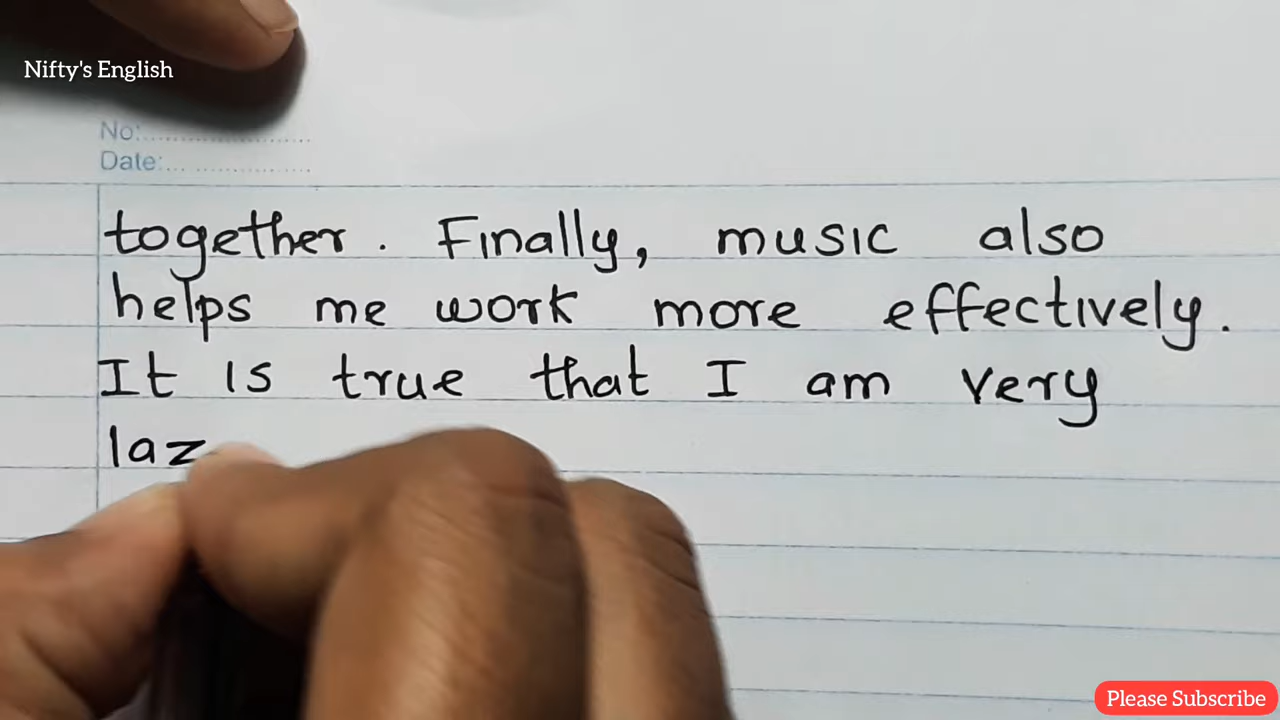 Nifty's English
No:
Date:
together. Finally, music also
helps me work more effectively.
It is true that I am very
laz
Please Subscribe